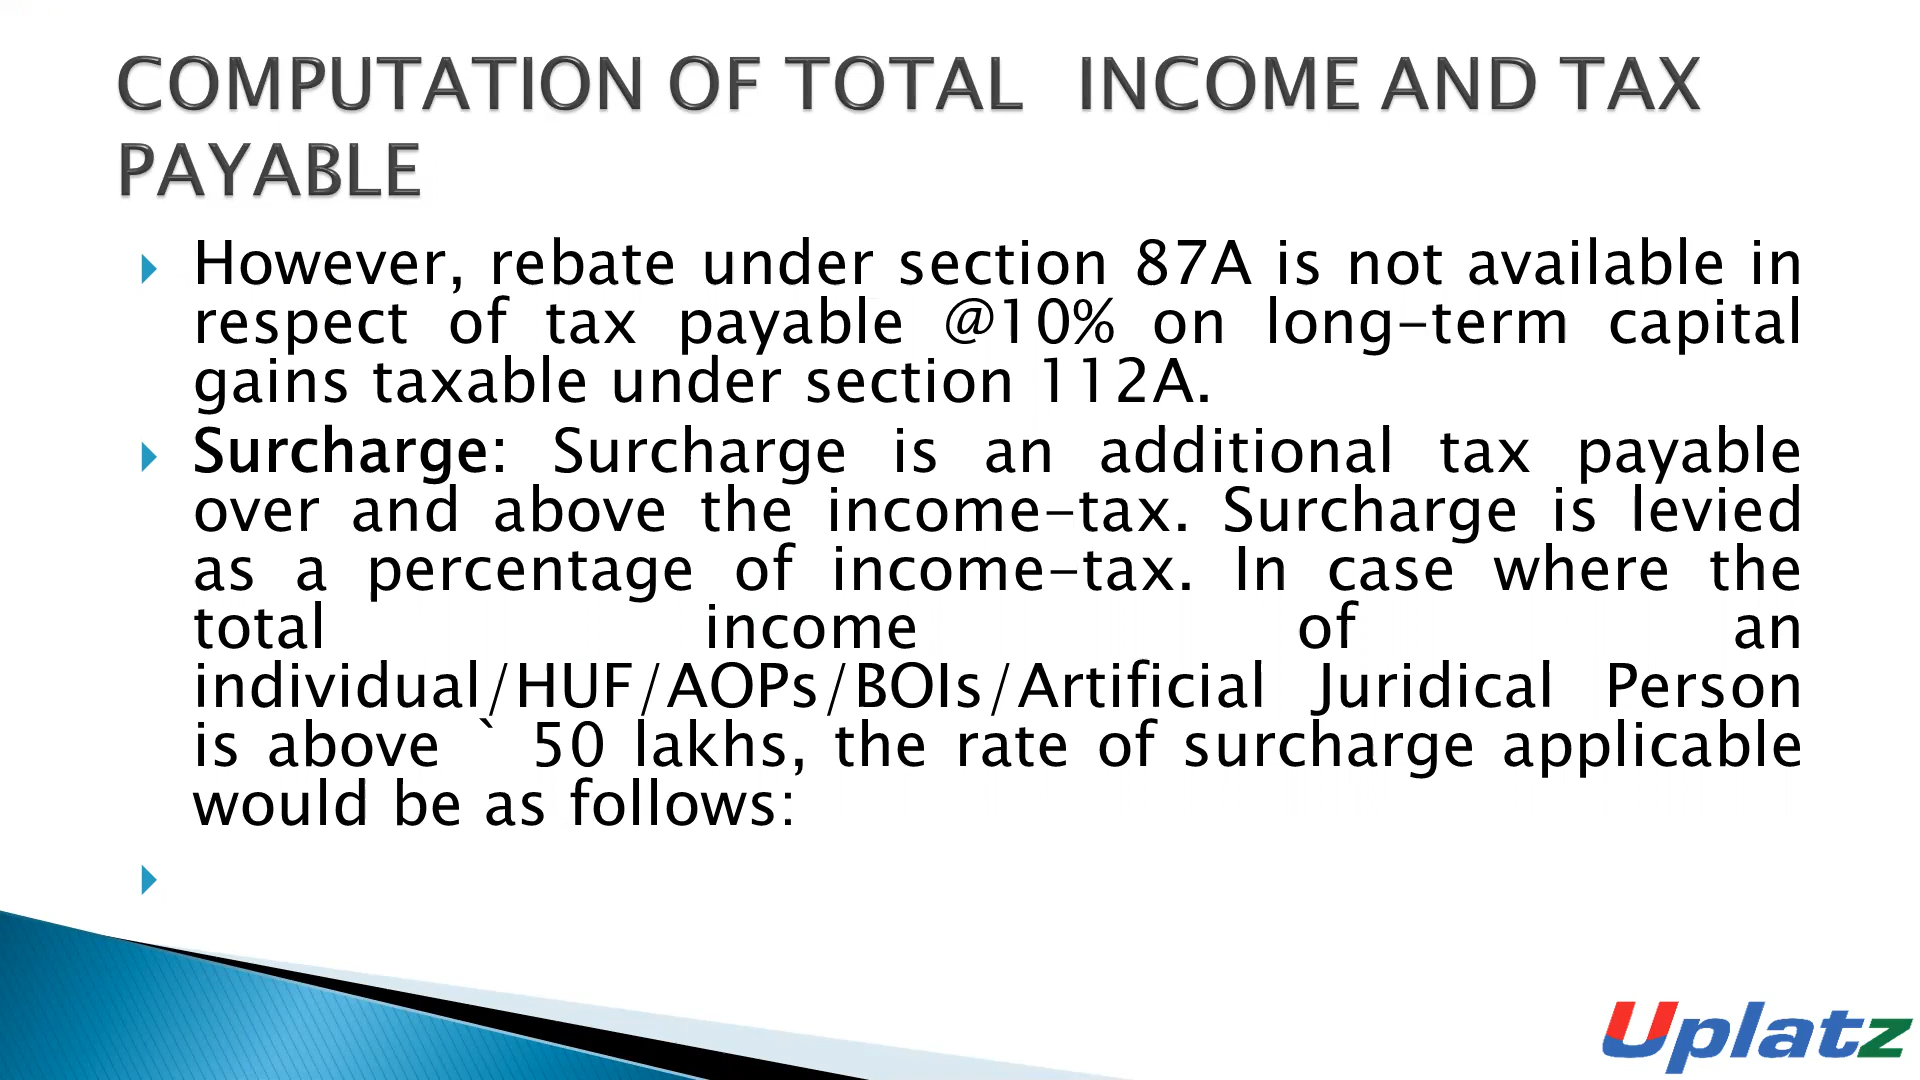 COMPUTATION OF TOTAL INCOME AND TAX
PAYABLE
However, rebate under section 87A is not available in
respect of tax payable @10% on long-term capital
gains taxable under section 112A.
Surcharge: Surcharge is an additional tax payable
over and above the income-tax. Surcharge is levied
as a percentage of income-tax. In case where the
total income of an
individual/HUF/AOPs/BOIs/Artificial Juridical Person
is above ` 50 lakhs, the rate of surcharge applicable
would be as follows:
Uplatz